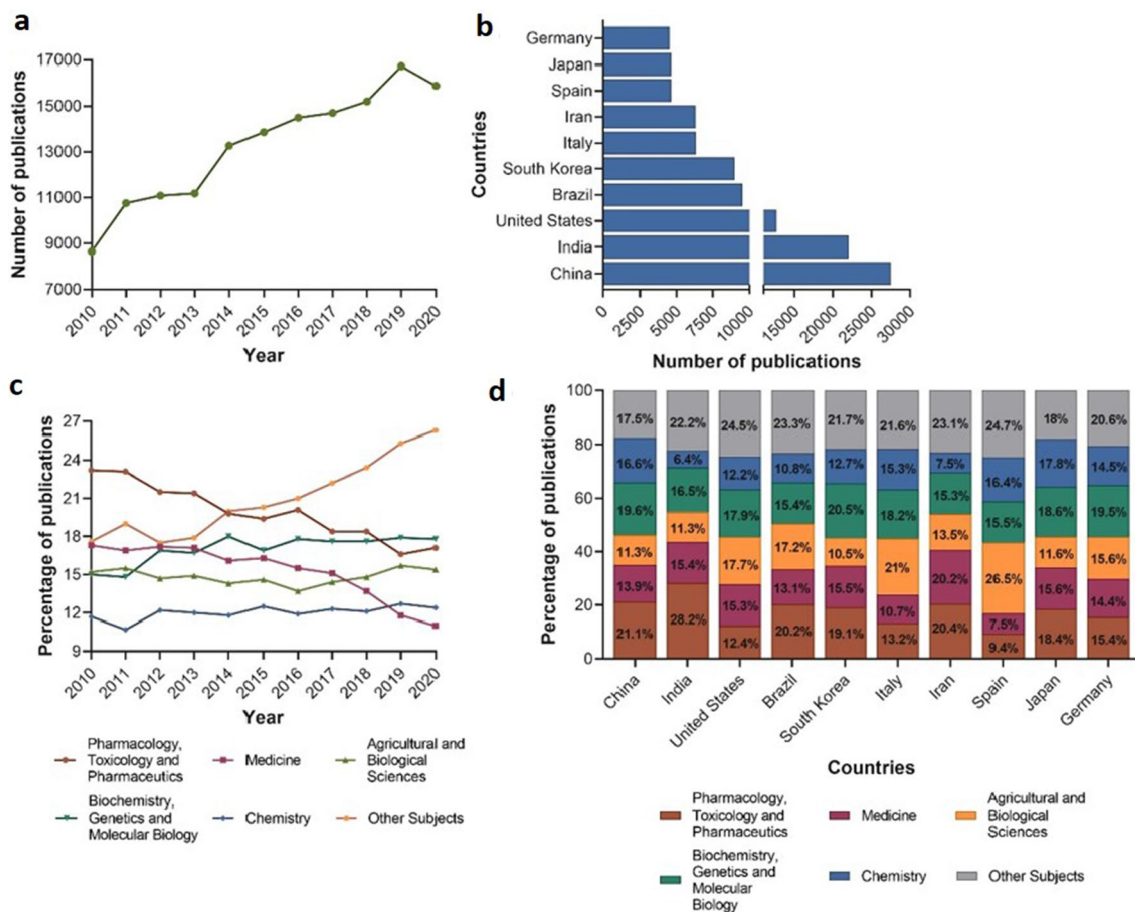 a
Number of publications
17000
15000
13000
11000
9000
7000
2010
2011
2012
2013
2014
2015
2016
2017
2018
2019
2020
Year
b
Countries
Germany
Japan
Spain
Iran
Italy
South Korea
Brazil
United States
India
China
0
2500
5000
7500
10000
15000
20000
25000
30000
Number of publications
c
Percentage of publications
27
24
21
18
15
12
9
2010
2011
2012
2013
2014
2015
2016
2017
2018
2019
2020
Year
Pharmacology,
Toxicology and
Pharmaceutics
Medicine
Agricultural and
Biological
Sciences
Biochemistry,
Genetics and
Molecular Biology
Chemistry
Other Subjects
d
Percentage of publications
100
80
60
40
20
0
17.5% 22.2% 24.5% 23.3% 21.7% 21.6% 23.1% 24.7% 18% 20.6%
16.6% 6.4% 12.2% 10.8% 12.7% 15.3% 7.5% 16.4% 17.8% 14.5%
19.6% 16.5% 17.9% 15.4% 20.5% 18.2% 15.3% 15.5% 18.6% 19.5%
11.3% 11.3% 17.7% 17.2% 10.5% 21% 13.5% 26.5% 11.6% 15.6%
13.9% 15.4% 15.3% 13.1% 15.5% 10.7% 20.2% 7.5% 15.6% 14.4%
21.1% 28.2% 12.4% 20.2% 19.1% 13.2% 20.4% 9.4% 18.4% 15.4%
China
India
United States
Brazil
South Korea
Italy
Iran
Spain
Japan
Germany
Countries
Pharmacology,
Toxicology and
Pharmaceutics
Medicine
Agricultural and
Biological
Sciences
Biochemistry,
Genetics and
Molecular
Biology
Chemistry
Other Subjects